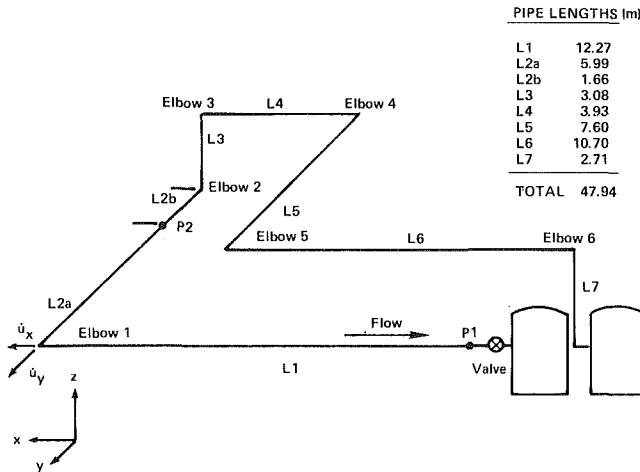 PIPE LENGTHS (m)
L1 12.27
L2a 5.99
L2b 1.66
L3 3.08
L4 3.93
L5 7.60
L6 10.70
L7 2.71
TOTAL 47.94
Elbow 3
L4
Elbow 4
L3
L2b
Elbow 2
P2
L5
Elbow 5
L6
Elbow 6
L2a
L7
u̇x
Elbow 1
Flow
P1
u̇y
L1
Valve
z
x
y